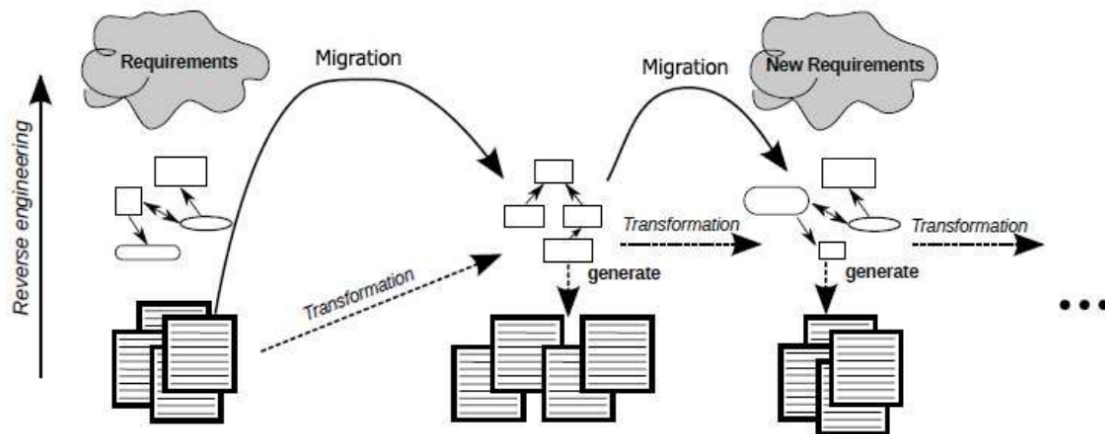 Requirements
Migration
Migration
New Requirements
Reverse engineering
Transformation
Transformation
Transformation
generate
generate